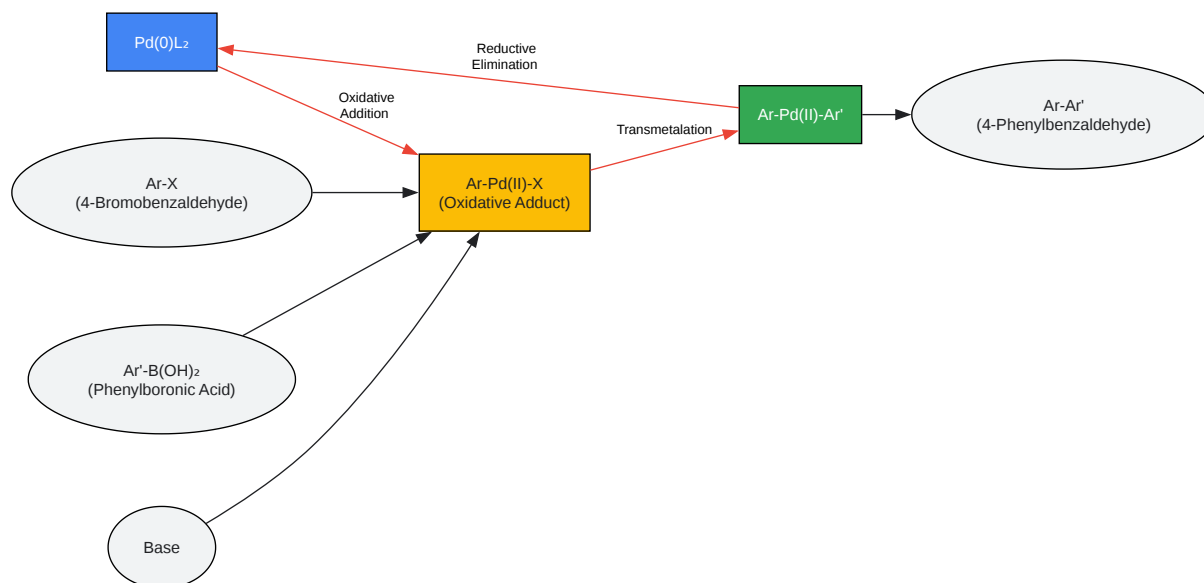 Pd(0)L₂
Reductive
Elimination
Oxidative
Addition
Ar-Pd(II)-Ar'
Ar-Ar'
(4-Phenylbenzaldehyde)
Transmetalation
Ar-X
(4-Bromobenzaldehyde)
Ar-Pd(II)-X
(Oxidative Adduct)
Ar'-B(OH)₂
(Phenylboronic Acid)
Base